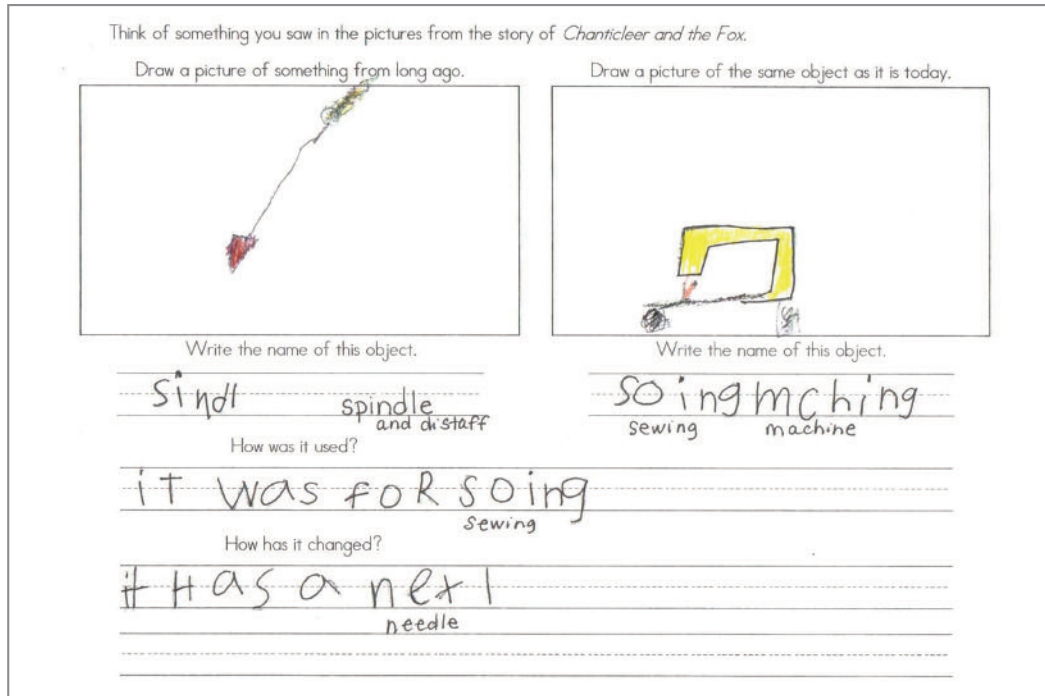 Think of something you saw in the pictures from the story of Chanticleer and the Fox.
Draw a picture of something from long ago.
Draw a picture of the same object as it is today.
Write the name of this object.
Write the name of this object.
sindl spindle
and distaff
soing mching
sewing machine
How was it used?
it was foR soing
sewing
How has it changed?
it Has a nexl
needle